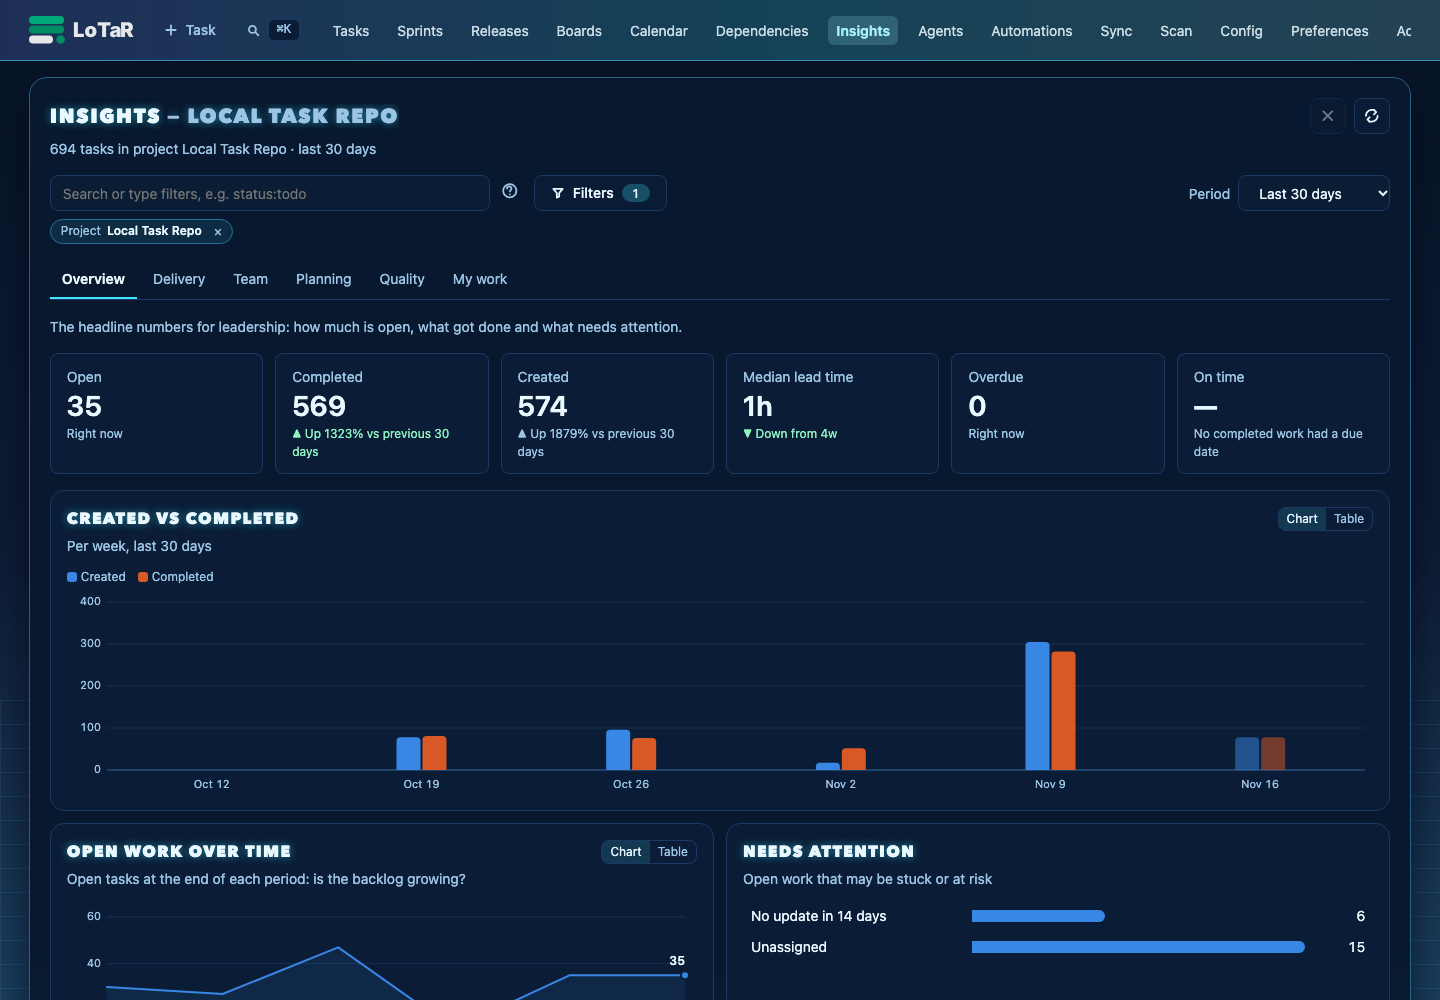 LoTaR
Task
⌘K
Tasks
Sprints
Releases
Boards
Calendar
Dependencies
Insights
Agents
Automations
Sync
Scan
Config
Preferences
INSIGHTS – LOCAL TASK REPO
694 tasks in project Local Task Repo · last 30 days
Search or type filters, e.g. status:todo
Filters 1
Period
Last 30 days
Project Local Task Repo ×
Overview
Delivery
Team
Planning
Quality
My work
The headline numbers for leadership: how much is open, what got done and what needs attention.
Open
35
Right now
Completed
569
▲ Up 1323% vs previous 30
days
Created
574
▲ Up 1879% vs previous 30
days
Median lead time
1h
▼ Down from 4w
Overdue
0
Right now
On time
—
No completed work had a due
date
CREATED VS COMPLETED
Chart
Table
Per week, last 30 days
Created
Completed
400
300
200
100
0
Oct 12
Oct 19
Oct 26
Nov 2
Nov 9
Nov 16
OPEN WORK OVER TIME
Chart
Table
Open tasks at the end of each period: is the backlog growing?
60
40
35
NEEDS ATTENTION
Open work that may be stuck or at risk
No update in 14 days
6
Unassigned
15